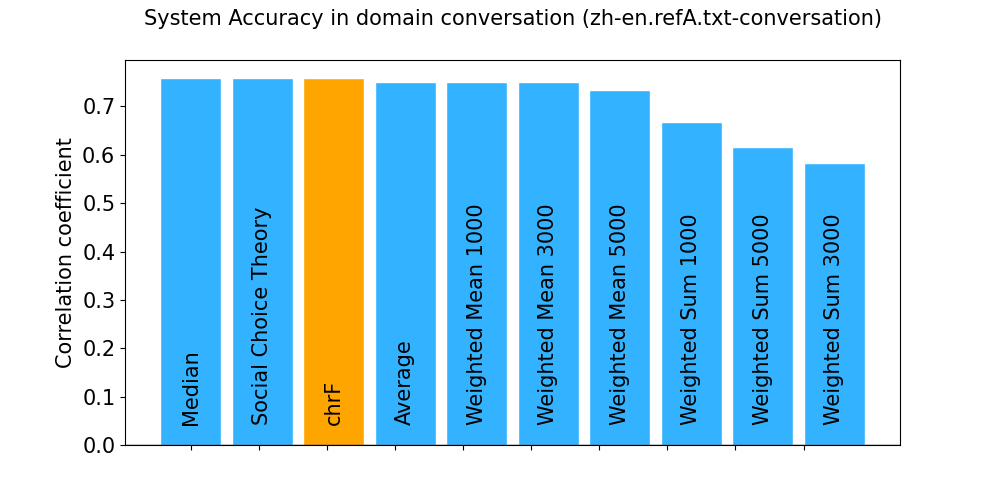 System Accuracy in domain conversation (zh-en.refA.txt-conversation)
Correlation coefficient
0.7
0.6
0.5
0.4
0.3
0.2
0.1
0.0
Median
Social Choice Theory
chrF
Average
Weighted Mean 1000
Weighted Mean 3000
Weighted Mean 5000
Weighted Sum 1000
Weighted Sum 5000
Weighted Sum 3000